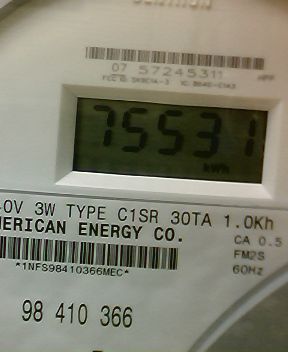 07 57245311
75531
kWh
0V 3W TYPE C1SR 30TA 1.0Kh
ERICAN ENERGY CO.
CA 0.5
FM2S
60Hz
*1NFS98410366MEC*
98 410 366